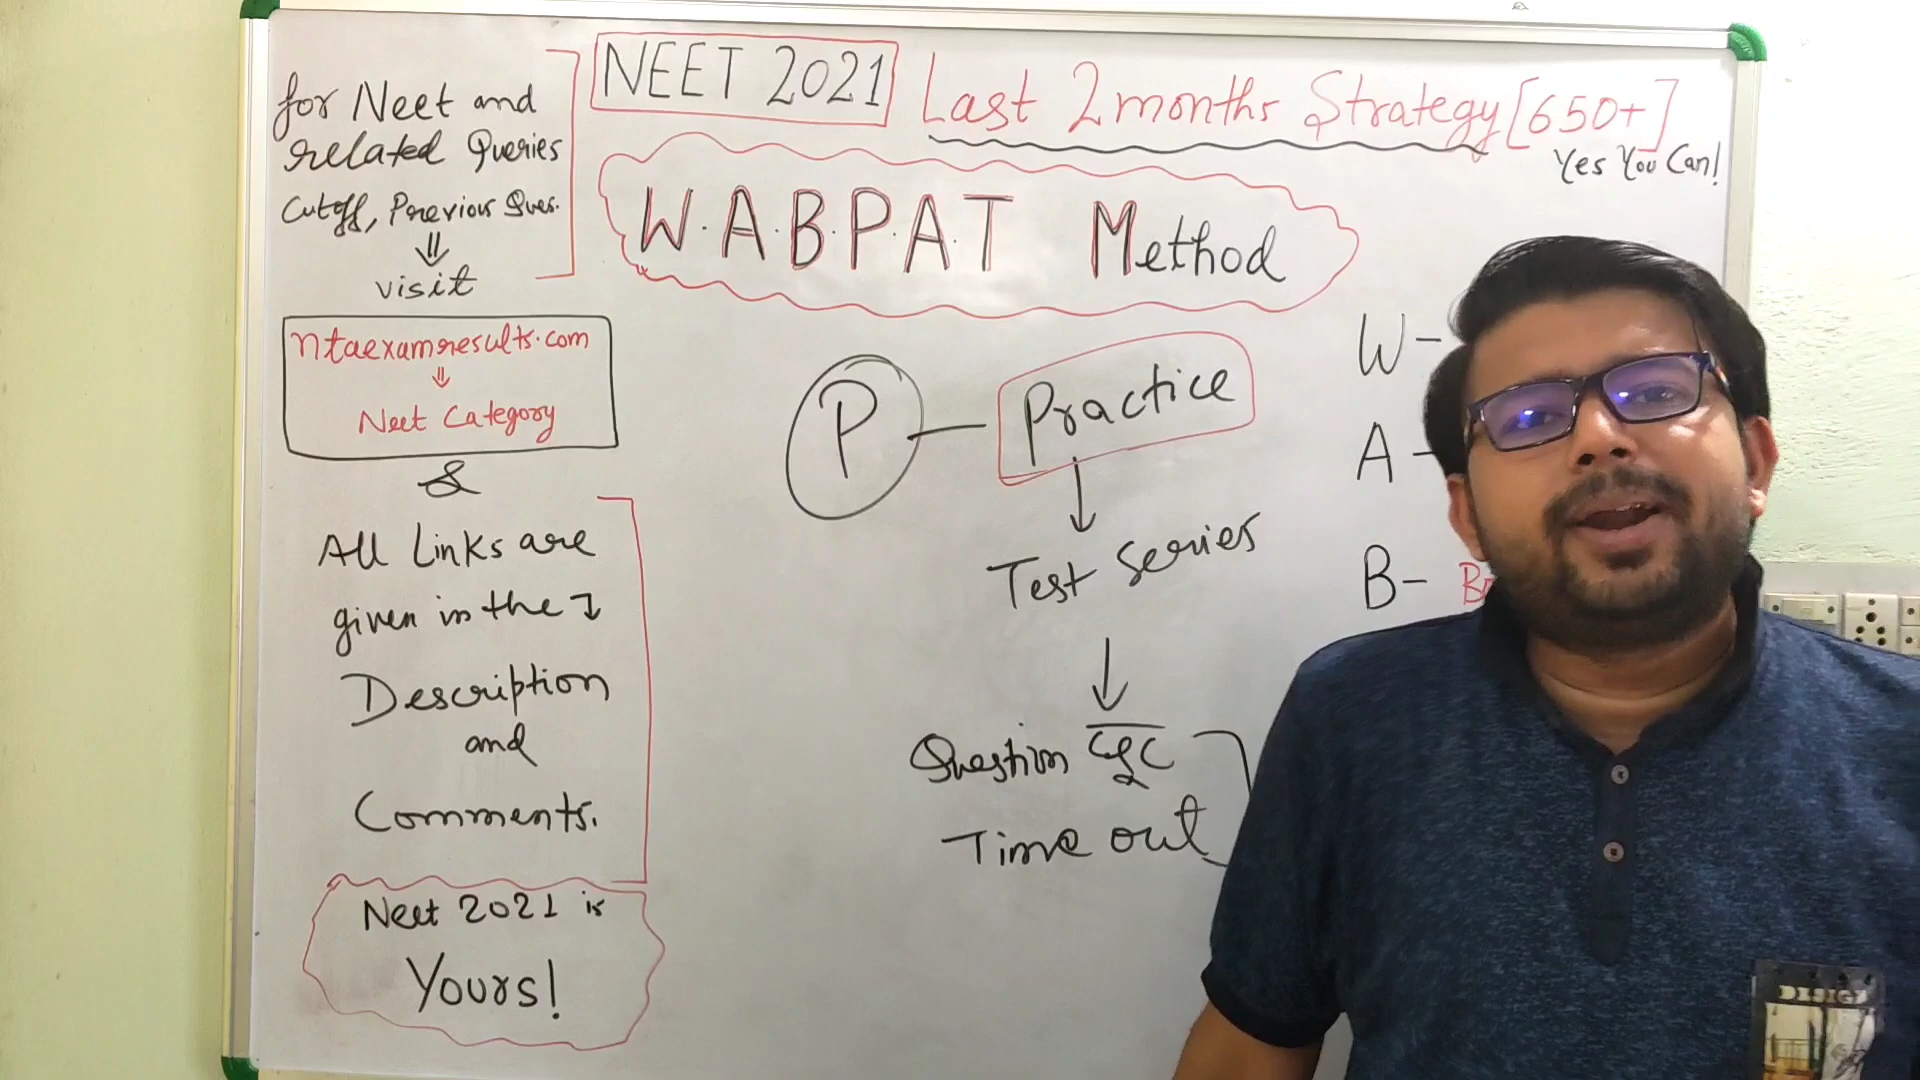 for Neet and
related Queries
Cutoff, Previous Ques.
⇓
visit
ntaexamresults.com
⇓
Neet Category
&
All Links are
given in the ↴
Description
and
Comments.
Neet 2021 is
Yours!
NEET 2021
Last 2 months Strategy [650+]
Yes You Can!
W.A.B.P.A.T Method
P — Practice
↓
Test Series
↓
Question
Time out
W-
A-
B-
DESIGN